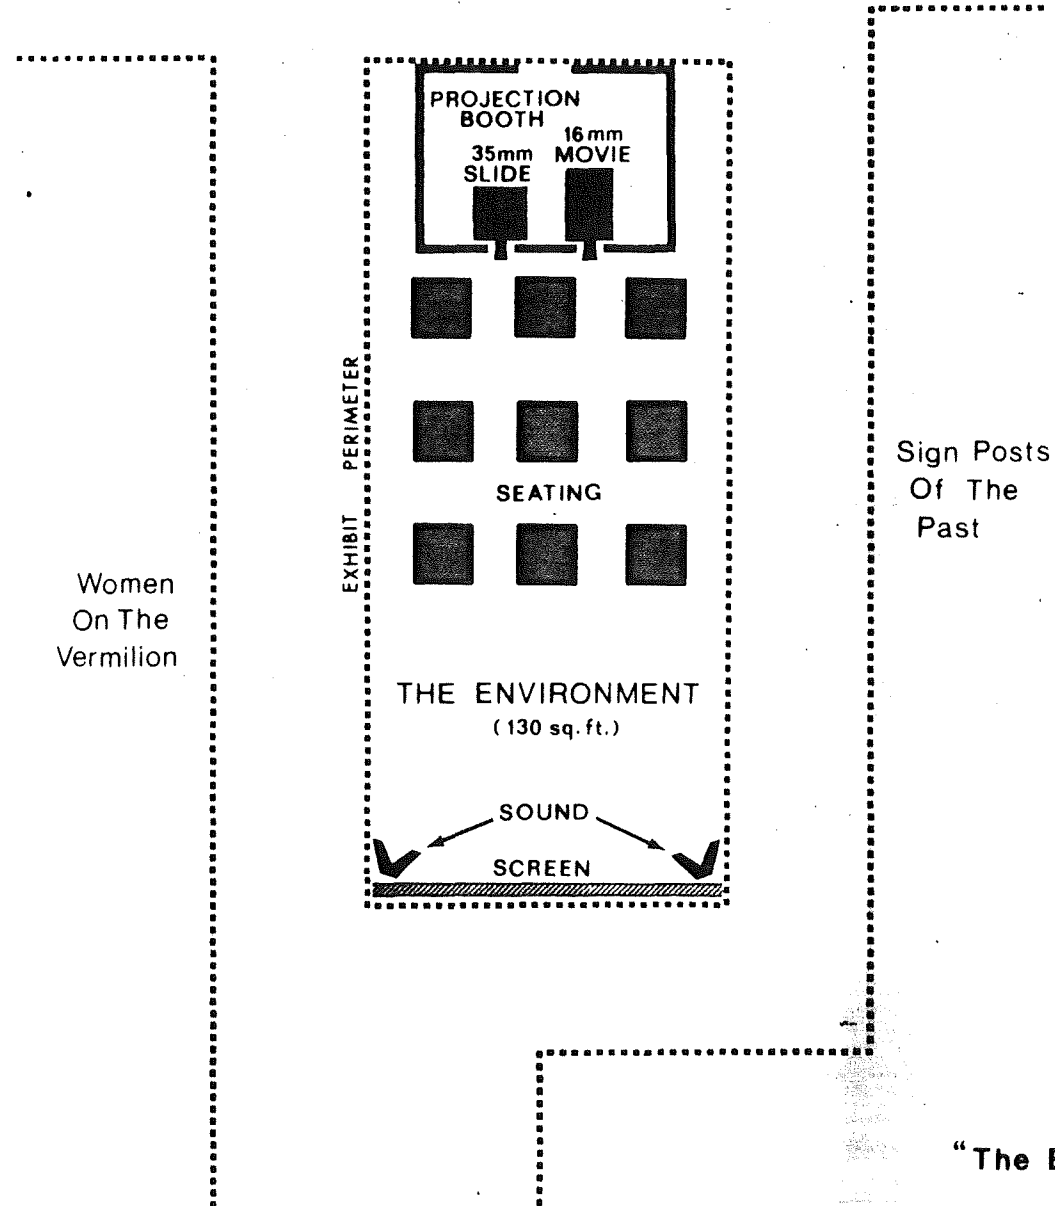 PROJECTION
BOOTH
35mm
SLIDE
16mm
MOVIE
EXHIBIT PERIMETER
SEATING
Women
On The
Vermilion
Sign Posts
Of The
Past
THE ENVIRONMENT
(130 sq. ft.)
SOUND
SCREEN
"The E